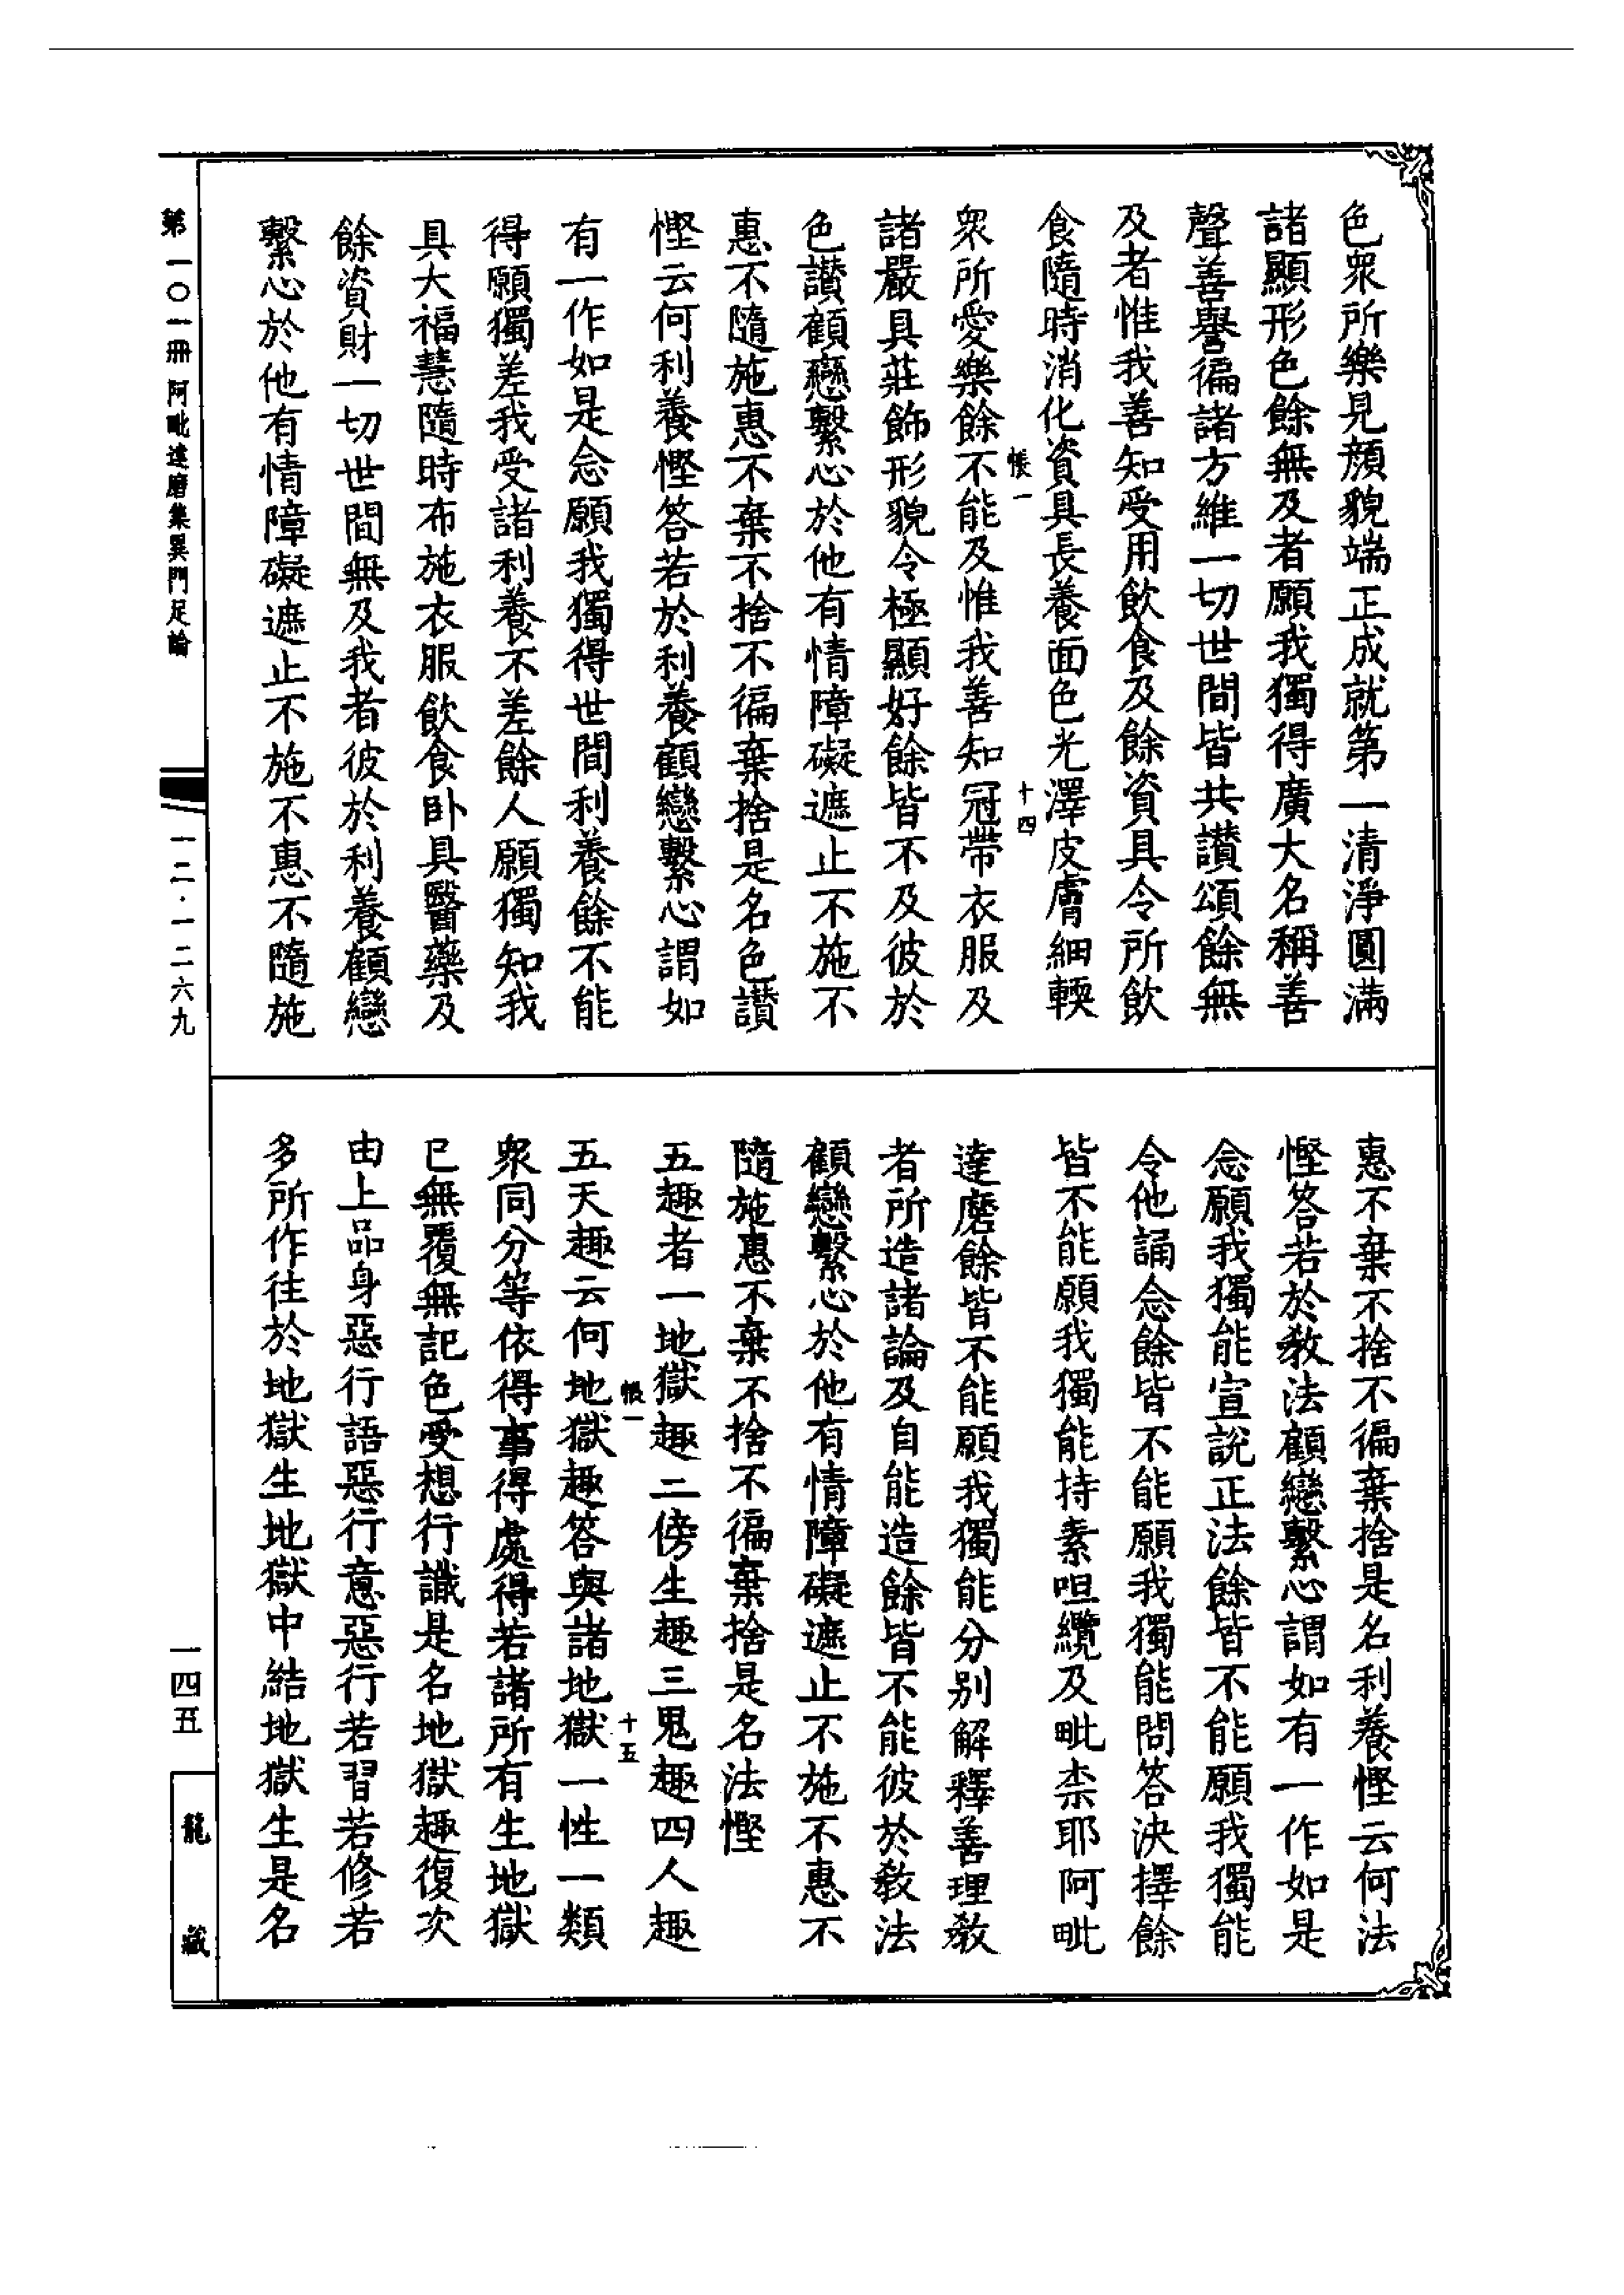 色衆所樂見顏貌端正成就第一清淨圓滿
諸顯形色餘無及者願我獨得廣大名稱善
聲善譽徧諸方維一切世間皆共讚頌餘無
及者惟我善知受用飲食及餘資具令所飲
食隨時消化資具長養面色光澤皮膚細輭
帳一
十四
衆所愛樂餘不能及惟我善知冠帶衣服及
諸嚴具莊飾形貌令極顯好餘皆不及彼於
色讚顧戀繫心於他有情障礙遮止不施不
惠不隨施惠不棄不捨不徧棄捨是名色讚
慳云何利養慳答若於利養顧戀繫心謂如
有一作如是念願我獨得世間利養餘不能
得願獨差我受諸利養不差餘人願獨知我
具大福慧隨時布施衣服飲食卧具醫藥及
餘資財一切世間無及我者彼於利養顧戀
繫心於他有情障礙遮止不施不惠不隨施
惠不棄不捨不徧棄捨是名利養慳云何法
慳答若於教法顧戀繫心謂如有一作如是
念願我獨能宣說正法餘皆不能願我獨能
令他誦念餘皆不能願我獨能問答決擇餘
皆不能願我獨能持素呾纜及毗柰耶阿毗
達磨餘皆不能願我獨能分别解釋善理教
者所造諸論及自能造餘皆不能彼於教法
顧戀繫心於他有情障礙遮止不施不惠不
隨施惠不棄不捨不徧棄捨是名法慳
五趣者一地獄趣二傍生趣三鬼趣四人趣
帳一
十五
五天趣云何地獄趣答與諸地獄一性一類
衆同分等依得事得處得若諸所有生地獄
已無覆無記色受想行識是名地獄趣復次
由上品身惡行語惡行意惡行若習若修若
多所作往於地獄生地獄中結地獄生是名
第一〇一冊 阿毗達磨集異門足論
一二·一二六九
一四五
龍藏